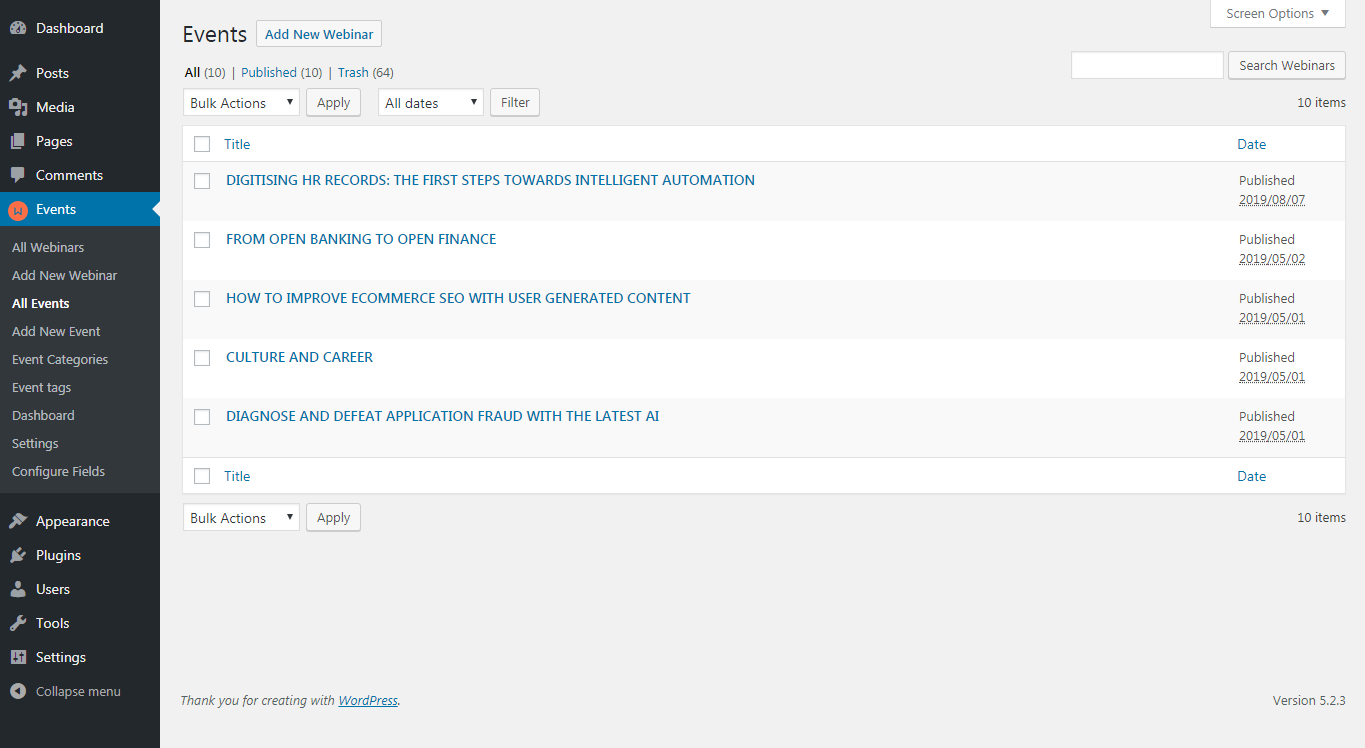 Dashboard
Posts
Media
Pages
Comments
Events
All Webinars
Add New Webinar
All Events
Add New Event
Event Categories
Event tags
Dashboard
Settings
Configure Fields
Appearance
Plugins
Users
Tools
Settings
Collapse menu
Screen Options
Events Add New Webinar
All (10) | Published (10) | Trash (64)
Search Webinars
Bulk Actions Apply All dates Filter 10 items
Title Date
DIGITISING HR RECORDS: THE FIRST STEPS TOWARDS INTELLIGENT AUTOMATION Published
2019/08/07
FROM OPEN BANKING TO OPEN FINANCE Published
2019/05/02
HOW TO IMPROVE ECOMMERCE SEO WITH USER GENERATED CONTENT Published
2019/05/01
CULTURE AND CAREER Published
2019/05/01
DIAGNOSE AND DEFEAT APPLICATION FRAUD WITH THE LATEST AI Published
2019/05/01
Title Date
Bulk Actions Apply 10 items
Thank you for creating with WordPress. Version 5.2.3